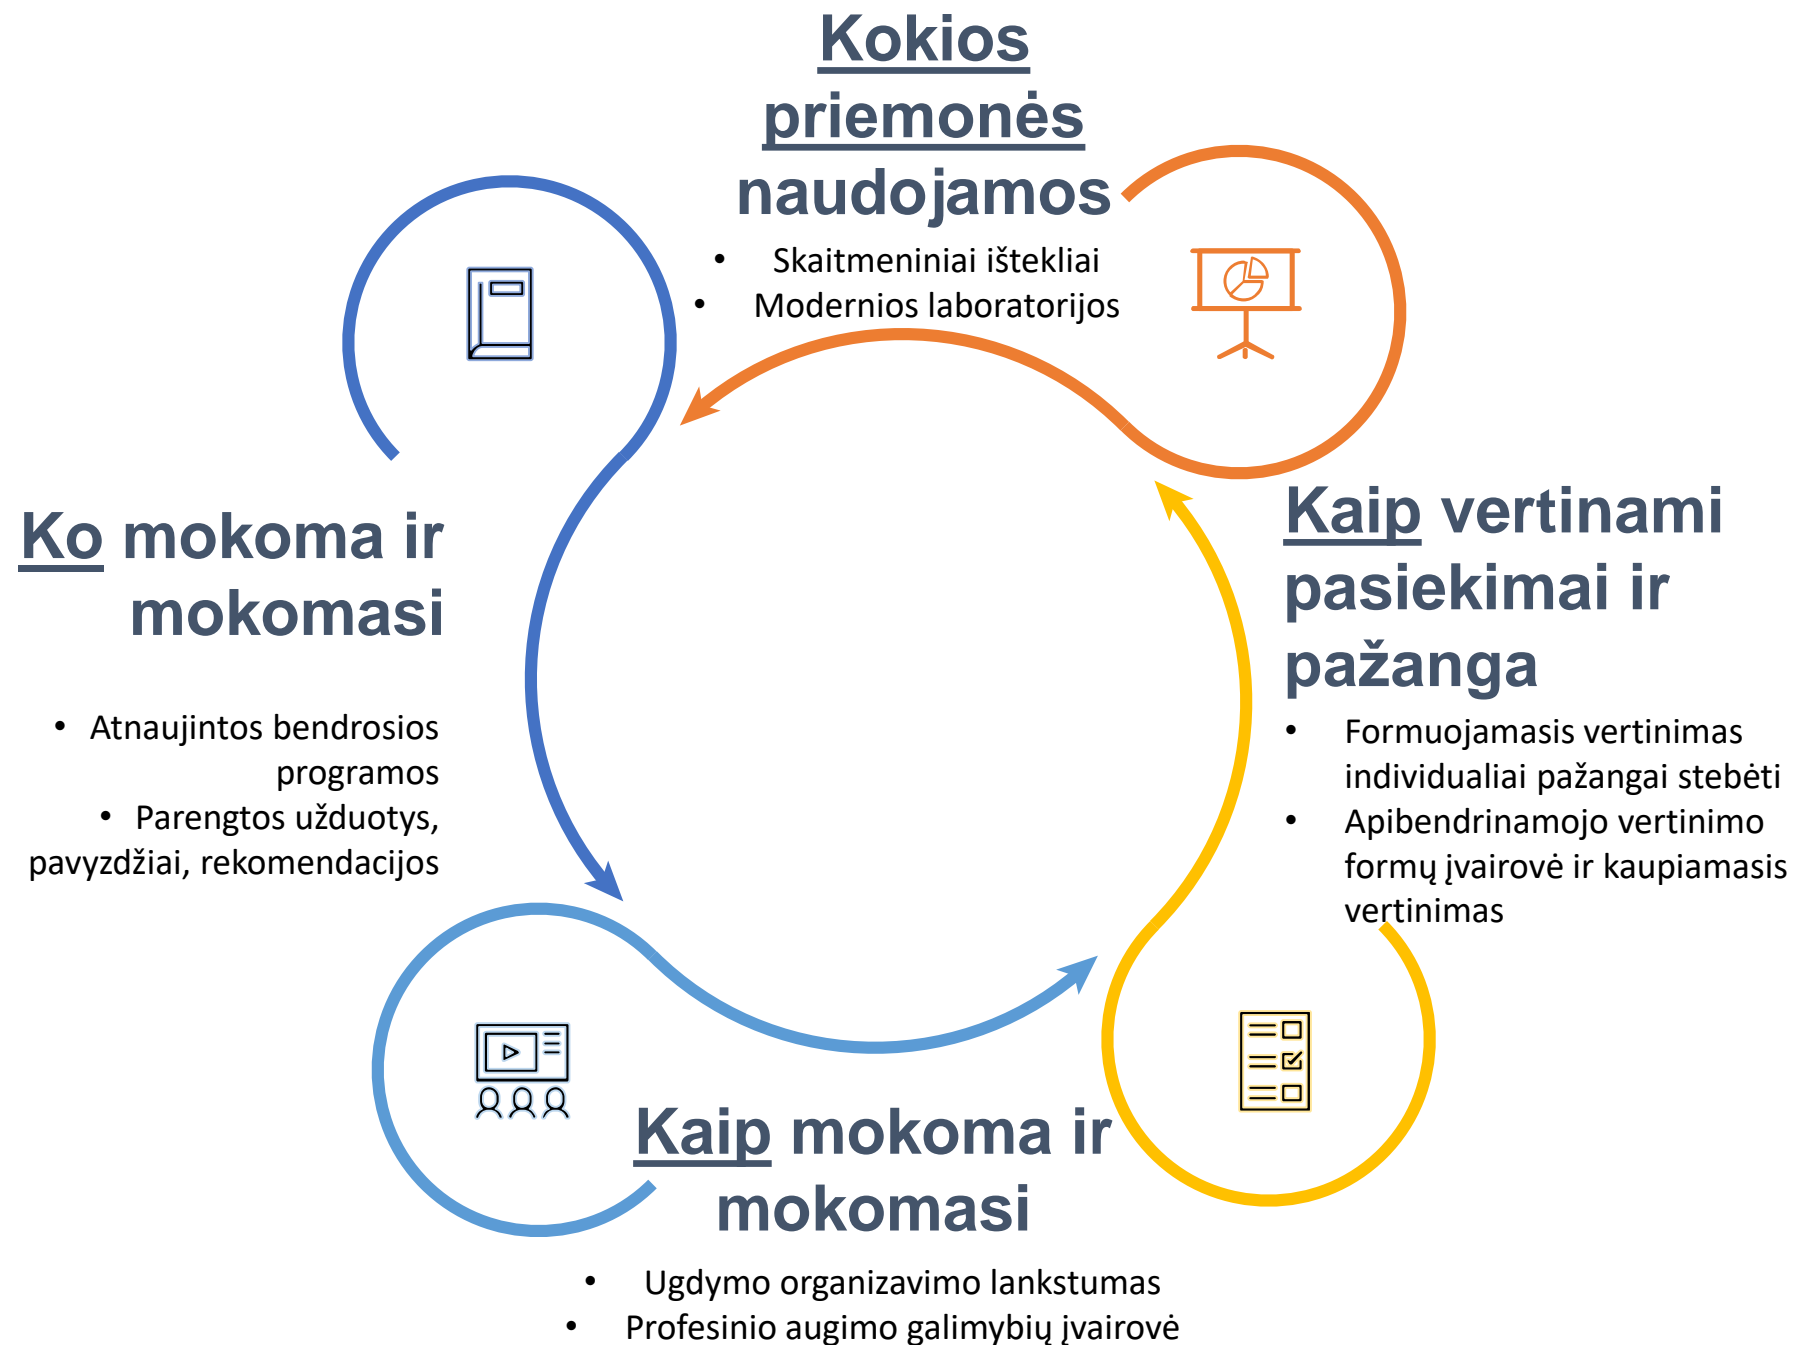 Kokios
priemonės
naudojamos
• Skaitmeniniai ištekliai
• Modernios laboratorijos
Ko mokoma ir
mokomasi
• Atnaujintos bendrosios
programos
• Parengtos užduotys,
pavyzdžiai, rekomendacijos
Kaip vertinami
pasiekimai ir
pažanga
• Formuojamasis vertinimas
individualiai pažangai stebėti
• Apibendrinamojo vertinimo
formų įvairovė ir kaupiamasis
vertinimas
Kaip mokoma ir
mokomasi
• Ugdymo organizavimo lankstumas
• Profesinio augimo galimybių įvairovė